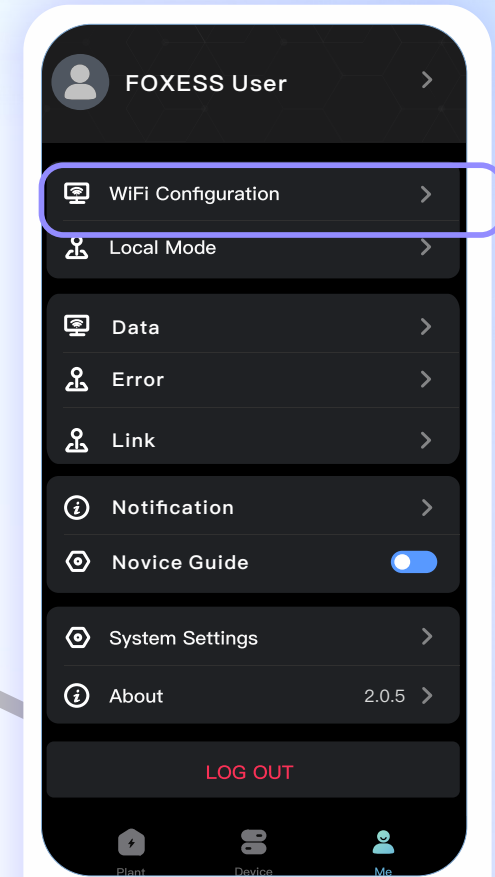 FOXESS User
WiFi Configuration
Local Mode
Data
Error
Link
Notification
Novice Guide
System Settings
About 2.0.5
LOG OUT
Plant Device Me